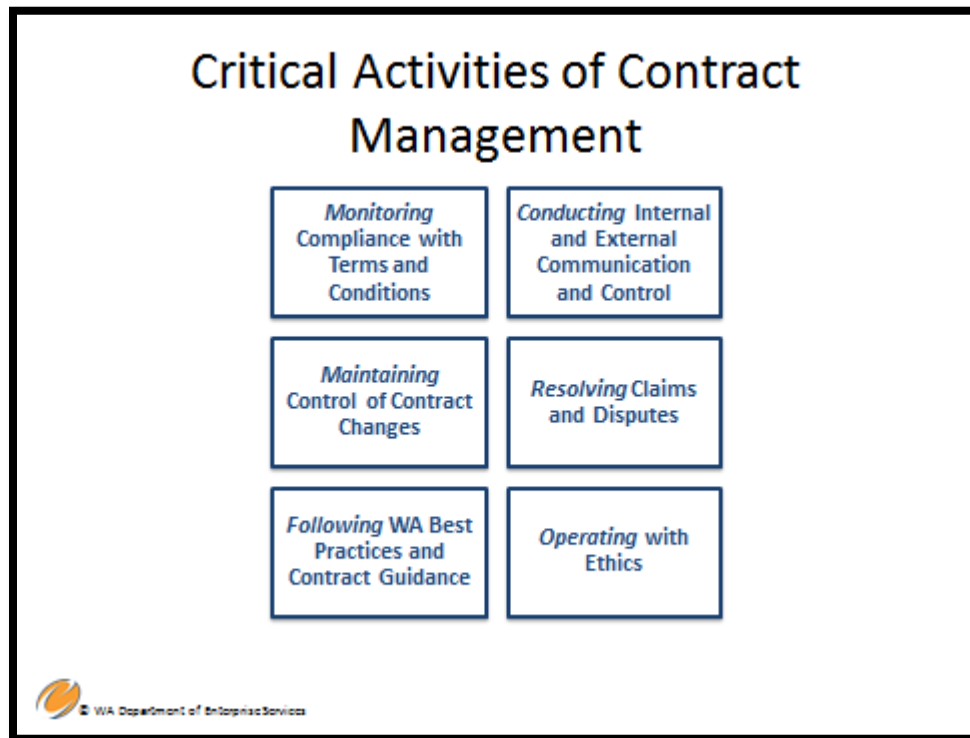 Critical Activities of Contract
Management
Monitoring
Compliance with
Terms and
Conditions
Conducting Internal
and External
Communication
and Control
Maintaining
Control of Contract
Changes
Resolving Claims
and Disputes
Following WA Best
Practices and
Contract Guidance
Operating with
Ethics
© WA Department of Enterprise Services